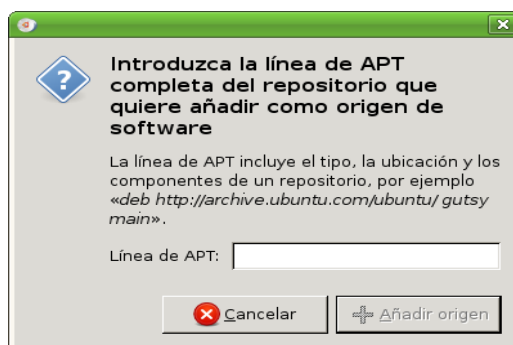 Introduzca la línea de APT
completa del repositorio que
quiere añadir como origen de
software
La línea de APT incluye el tipo, la ubicación y los
componentes de un repositorio, por ejemplo
«deb http://archive.ubuntu.com/ubuntu/ gutsy
main».
Línea de APT:
Cancelar
Añadir origen